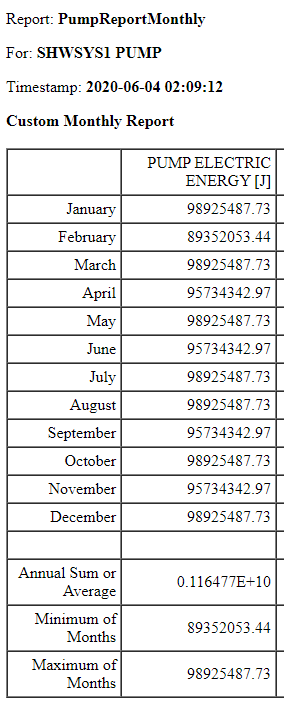 Report: PumpReportMonthly
For: SHWSYS1 PUMP
Timestamp: 2020-06-04 02:09:12
Custom Monthly Report
PUMP ELECTRIC
ENERGY [J]
January 98925487.73
February 89352053.44
March 98925487.73
April 95734342.97
May 98925487.73
June 95734342.97
July 98925487.73
August 98925487.73
September 95734342.97
October 98925487.73
November 95734342.97
December 98925487.73
Annual Sum or
Average 0.116477E+10
Minimum of
Months 89352053.44
Maximum of
Months 98925487.73